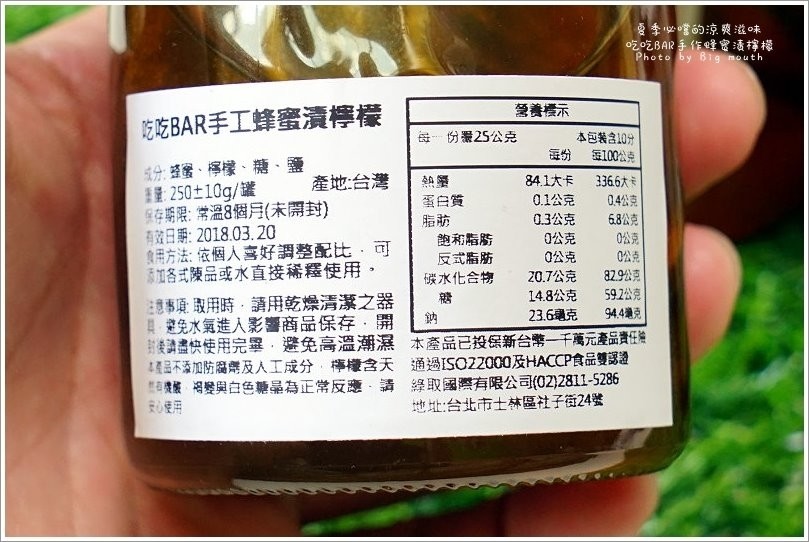 夏季必嚐的涼爽滋味
吃吃BAR手作蜂蜜漬檸檬
Photo by Big mouth
吃吃BAR手工蜂蜜漬檸檬
成分: 蜂蜜、檸檬、糖、鹽
重量: 250±10g/罐 產地:台灣
保存期限: 常溫8個月(未開封)
有效日期: 2018.03.20
食用方法: 依個人喜好調整配比，可
添加各式陳品或水直接稀釋使用。
注意事項: 取用時，請用乾燥清潔之器
具，避免水氣進入影響商品保存，開
封後請盡快使用完畢，避免高溫潮濕
本產品不添加防腐劑及人工成分，檸檬含天
然有機酸，褐變與白色糖晶為正常反應，請
安心使用
營養標示
每一份量25公克 本包裝含10分
每份 每100公克
熱量 84.1大卡 336.6大卡
蛋白質 0.1公克 0.4公克
脂肪 0.3公克 6.8公克
飽和脂肪 0公克 0公克
反式脂肪 0公克 0公克
碳水化合物 20.7公克 82.9公克
糖 14.8公克 59.2公克
鈉 23.6毫克 94.4毫克
本產品已投保新台幣一千萬元產品責任險
通過ISO22000及HACCP食品雙認證
綠取國際有限公司(02)2811-5286
地址:台北市士林區社子街24號